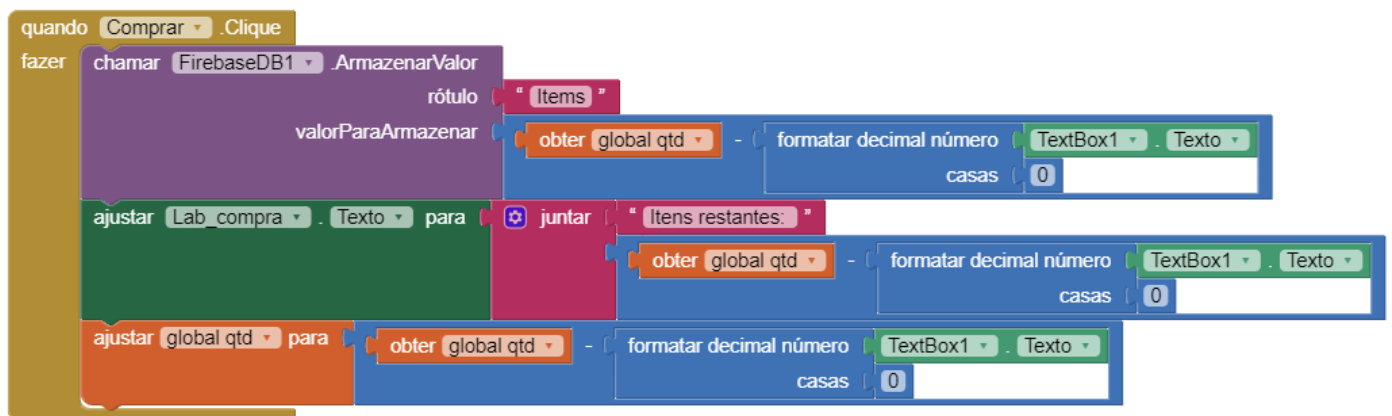 quando Comprar .Clique
fazer chamar FirebaseDB1 .ArmazenarValor
rótulo " Items "
valorParaArmazenar obter global qtd - formatar decimal número TextBox1 . Texto
casas 0
ajustar Lab_compra . Texto para juntar " Itens restantes: "
obter global qtd - formatar decimal número TextBox1 . Texto
casas 0
ajustar global qtd para obter global qtd - formatar decimal número TextBox1 . Texto
casas 0